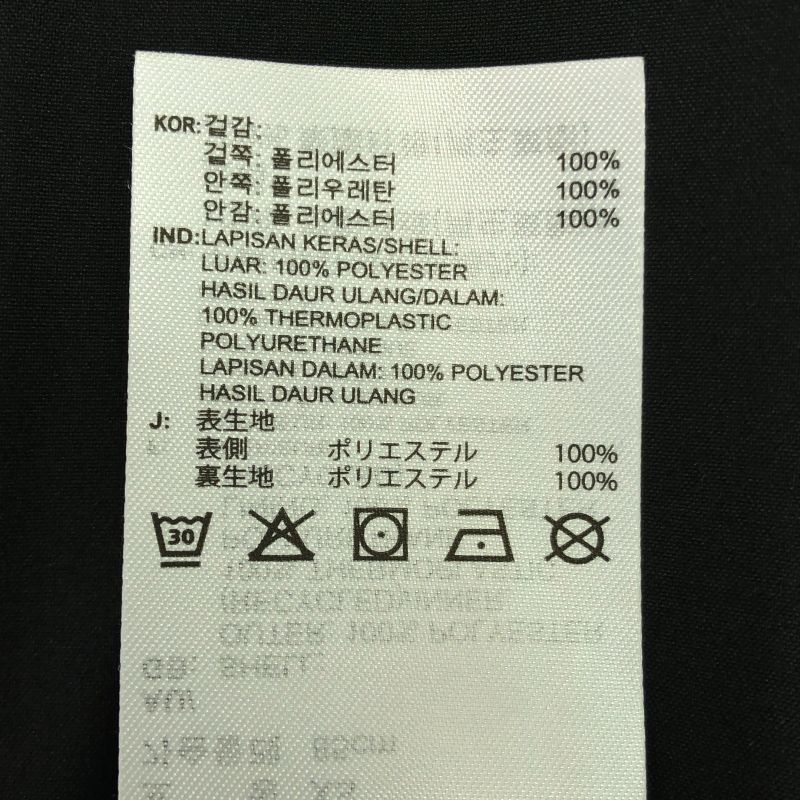 KOR: 겉감:
겉쪽: 폴리에스터 100%
안쪽: 폴리우레탄 100%
안감: 폴리에스터 100%
IND: LAPISAN KERAS/SHELL:
LUAR: 100% POLYESTER
HASIL DAUR ULANG/DALAM:
100% THERMOPLASTIC
POLYURETHANE
LAPISAN DALAM: 100% POLYESTER
HASIL DAUR ULANG
J: 表生地
表側 ポリエステル 100%
裏生地 ポリエステル 100%
30